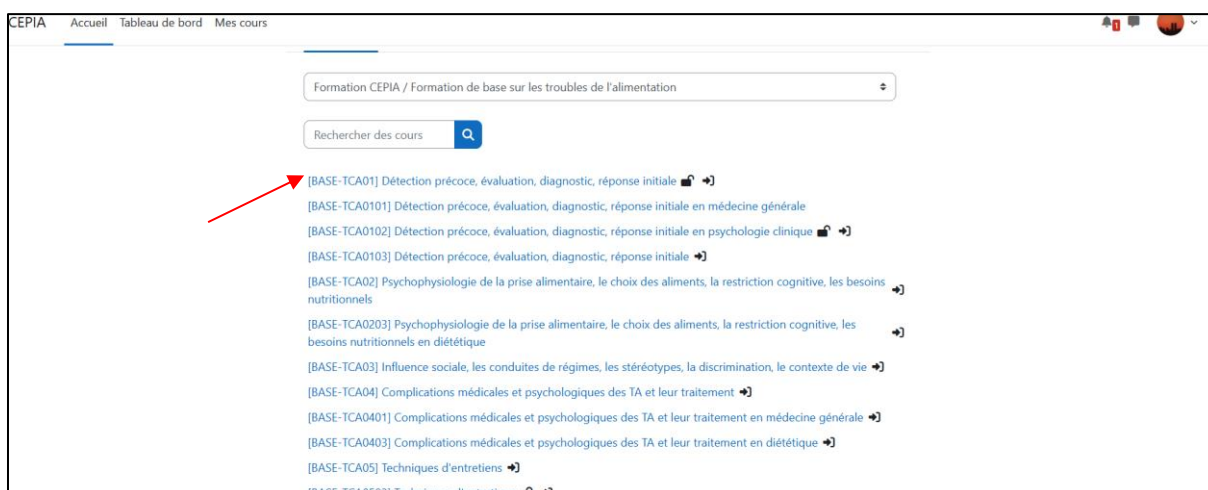 CEPIA Accueil Tableau de bord Mes cours
1
Formation CEPIA / Formation de base sur les troubles de l'alimentation
Rechercher des cours
[BASE-TCA01] Détection précoce, évaluation, diagnostic, réponse initiale
[BASE-TCA0101] Détection précoce, évaluation, diagnostic, réponse initiale en médecine générale
[BASE-TCA0102] Détection précoce, évaluation, diagnostic, réponse initiale en psychologie clinique
[BASE-TCA0103] Détection précoce, évaluation, diagnostic, réponse initiale
[BASE-TCA02] Psychophysiologie de la prise alimentaire, le choix des aliments, la restriction cognitive, les besoins
nutritionnels
[BASE-TCA0203] Psychophysiologie de la prise alimentaire, le choix des aliments, la restriction cognitive, les
besoins nutritionnels en diététique
[BASE-TCA03] Influence sociale, les conduites de régimes, les stéréotypes, la discrimination, le contexte de vie
[BASE-TCA04] Complications médicales et psychologiques des TA et leur traitement
[BASE-TCA0401] Complications médicales et psychologiques des TA et leur traitement en médecine générale
[BASE-TCA0403] Complications médicales et psychologiques des TA et leur traitement en diététique
[BASE-TCA05] Techniques d'entretiens